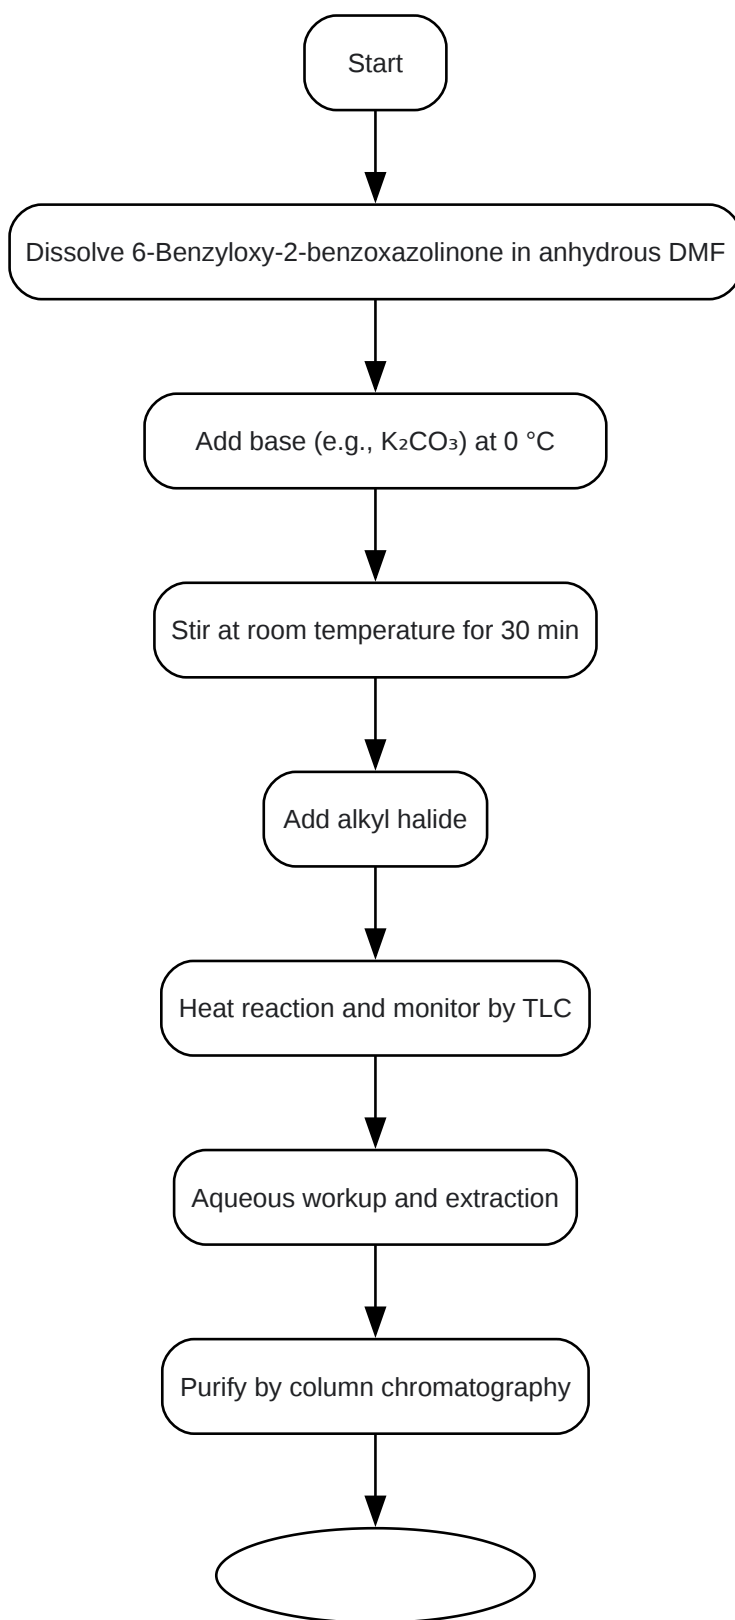 Start
Dissolve 6-Benzyloxy-2-benzoxazolinone in anhydrous DMF
Add base (e.g., K₂CO₃) at 0 °C
Stir at room temperature for 30 min
Add alkyl halide
Heat reaction and monitor by TLC
Aqueous workup and extraction
Purify by column chromatography